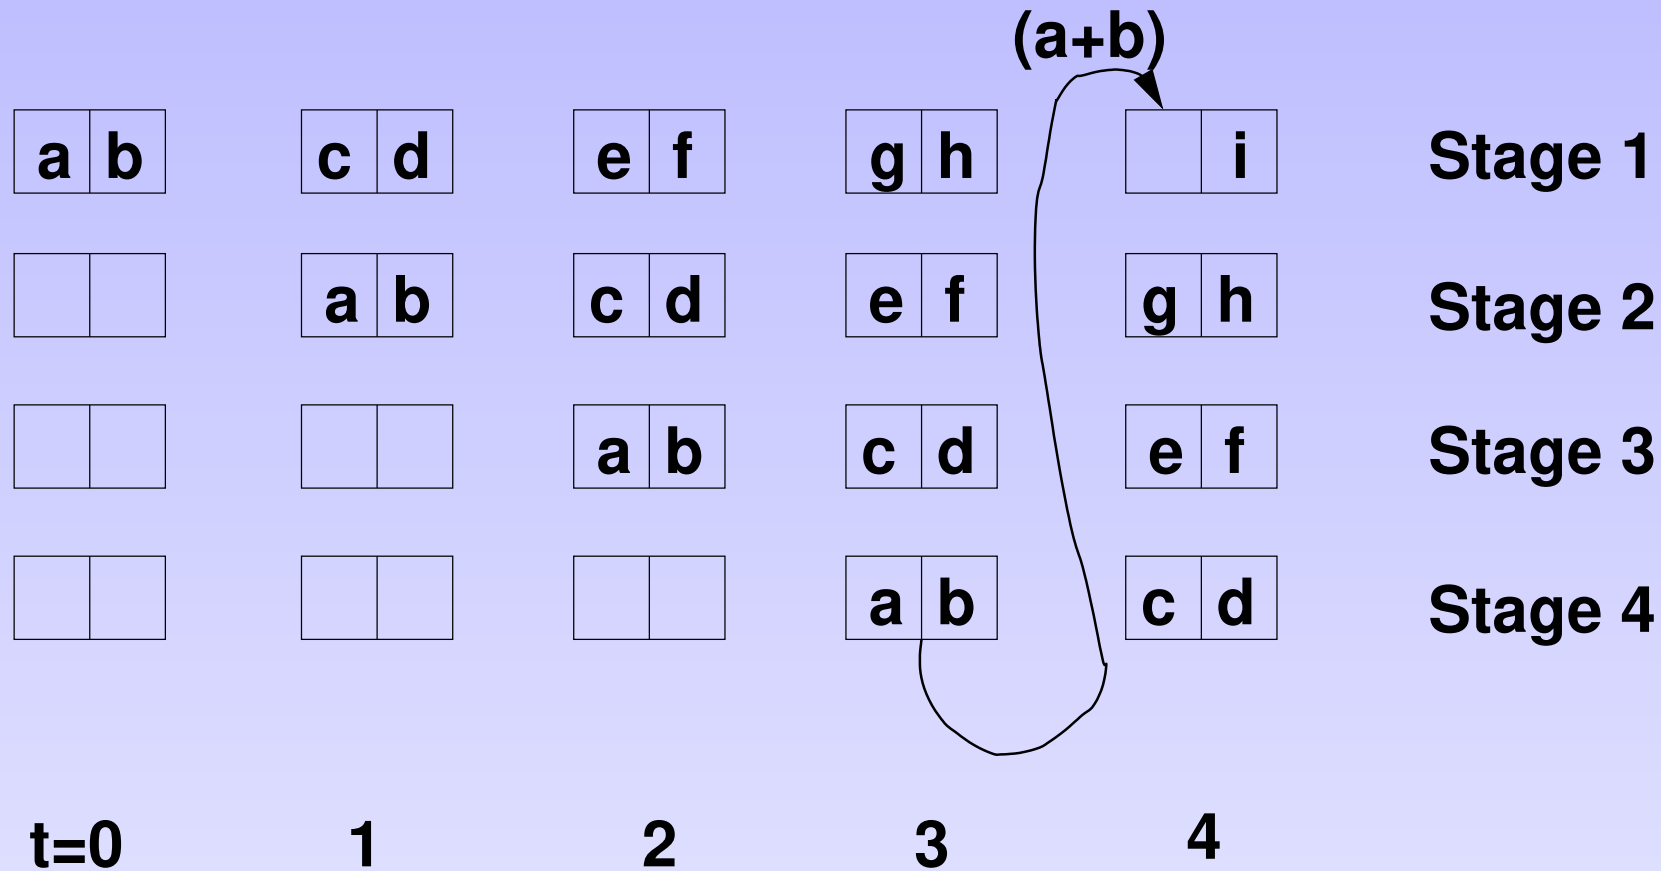 (a+b)
a b c d e f g h i Stage 1
a b c d e f g h Stage 2
a b c d e f Stage 3
a b c d Stage 4
t=0 1 2 3 4